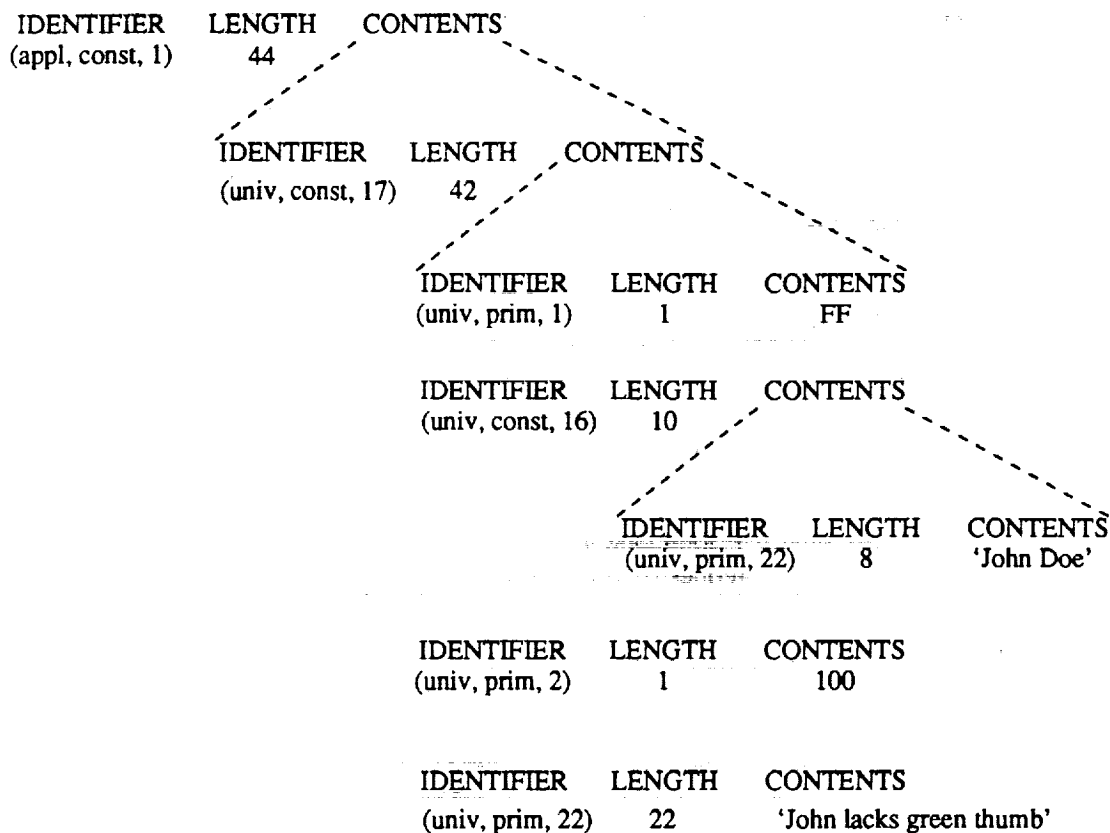 IDENTIFIER LENGTH CONTENTS
(appl, const, 1) 44
IDENTIFIER LENGTH CONTENTS
(univ, const, 17) 42
IDENTIFIER LENGTH CONTENTS
(univ, prim, 1) 1 FF
IDENTIFIER LENGTH CONTENTS
(univ, const, 16) 10
IDENTIFIER LENGTH CONTENTS
(univ, prim, 22) 8 ‘John Doe’
IDENTIFIER LENGTH CONTENTS
(univ, prim, 2) 1 100
IDENTIFIER LENGTH CONTENTS
(univ, prim, 22) 22 ‘John lacks green thumb’